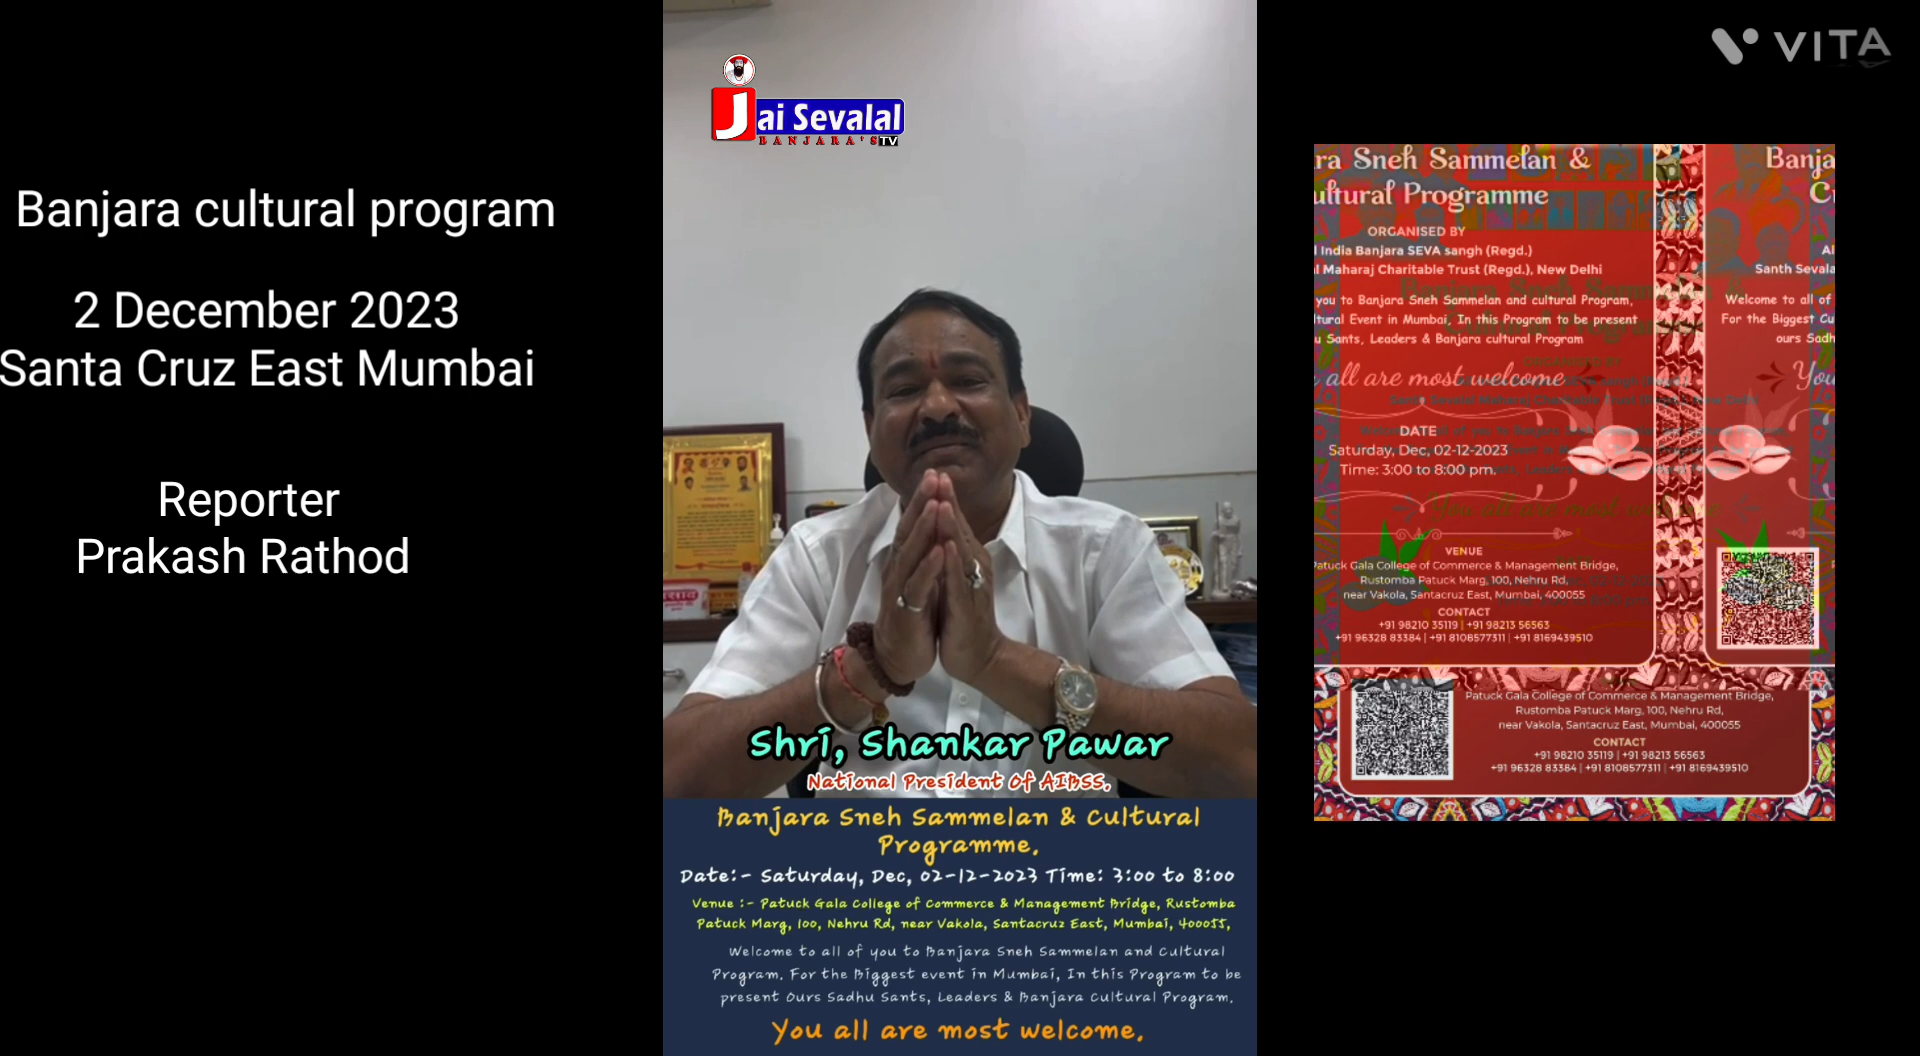 Banjara cultural program
2 December 2023
Santa Cruz East Mumbai
Reporter
Prakash Rathod
Jai Sevalal
BANJARA'S TV
Shri, Shankar Pawar
National President Of AIBSS.
Banjara Sneh Sammelan & Cultural
Programme.
Date:- Saturday, Dec, 02-12-2023 Time: 3:00 to 8:00
Venue :- Patuck Gala College of Commerce & Management Bridge, Rustomba
Patuck Marg, 100, Nehru Rd, near Vakola, Santacruz East, Mumbai, 400055,
Welcome to all of you to Banjara Sneh Sammelan and Cultural
Program. For the Biggest event in Mumbai, In this Program to be
present Ours Sadhu Sants, Leaders & Banjara Cultural Program.
You all are most welcome.
VITA
ra Sneh Sammelan &
ultural Programme
ORGANISED BY
l India Banjara SEVA sangh (Regd.)
l Maharaj Charitable Trust (Regd.), New Delhi
you to Banjara Sneh Sammelan and cultural Program,
tural Event in Mumbai, In this Program to be present
u Sants, Leaders & Banjara cultural Program
all are most welcome
DATE
Saturday, Dec, 02-12-2023
Time: 3:00 to 8:00 pm.
VENUE
Patuck Gala College of Commerce & Management Bridge,
Rustomba Patuck Marg, 100, Nehru Rd,
near Vakola, Santacruz East, Mumbai, 400055
CONTACT
+91 98210 35119 | +91 98213 56563
+91 96328 83384 | +91 8108577311 | +91 8169439510
Banja
Cu
Al
Santh Sevala
Welcome to all of
For the Biggest Cu
ours Sadh
You
Patuck Gala College of Commerce & Management Bridge,
Rustomba Patuck Marg, 100, Nehru Rd,
near Vakola, Santacruz East, Mumbai, 400055
CONTACT
+91 98210 35119 | +91 98213 56563
+91 96328 83384 | +91 8108577311 | +91 8169439510